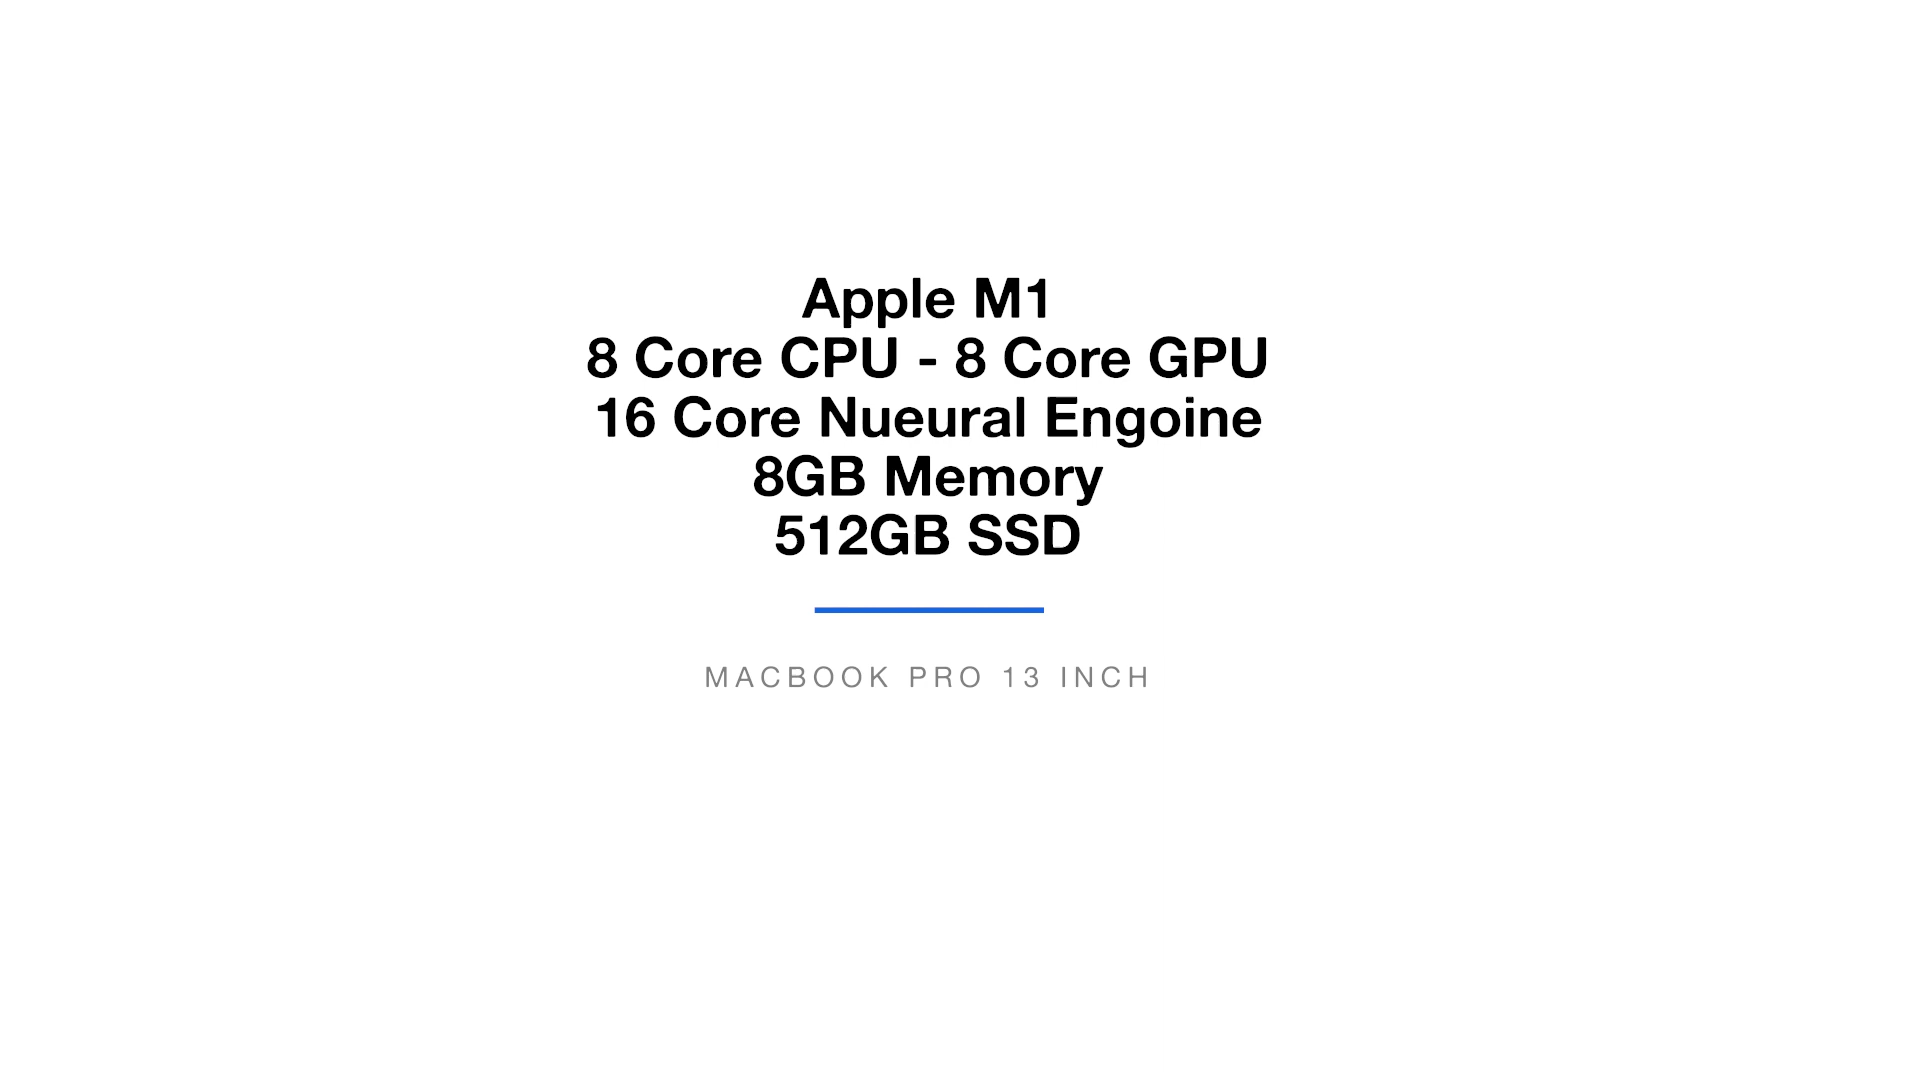 Apple M1
8 Core CPU - 8 Core GPU
16 Core Nueural Engoine
8GB Memory
512GB SSD
MACBOOK PRO 13 INCH